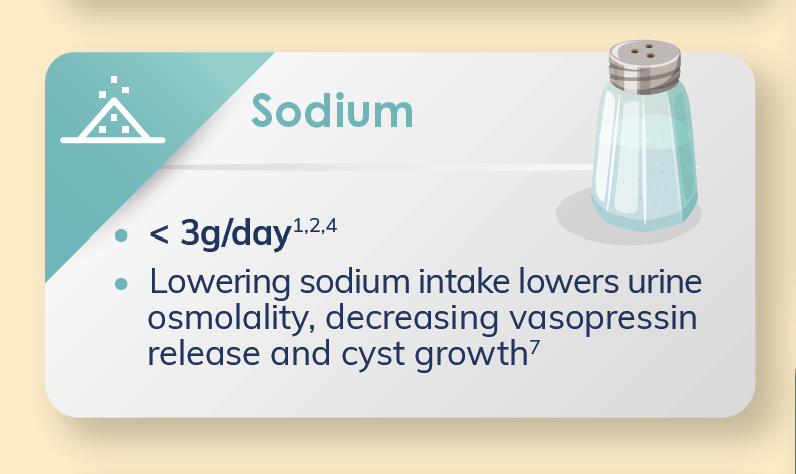 Sodium
• < 3g/day1,2,4
• Lowering sodium intake lowers urine
osmolality, decreasing vasopressin
release and cyst growth7